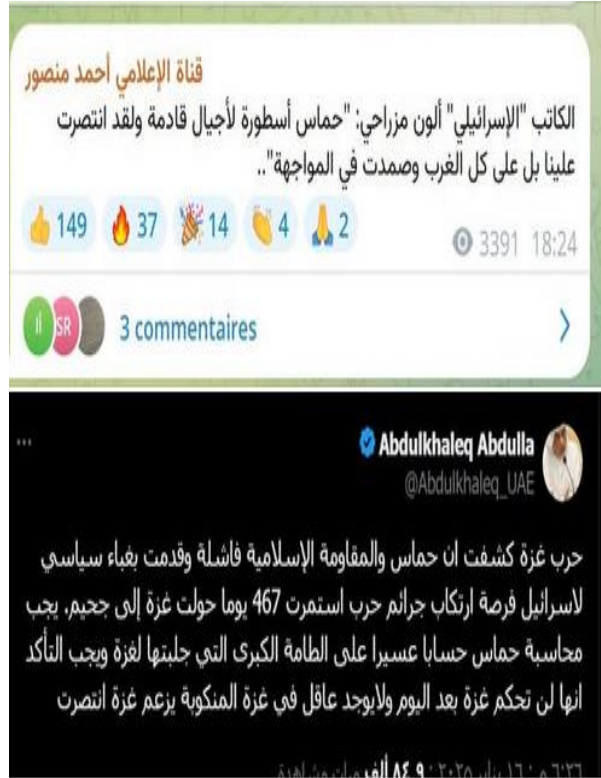 قناة الإعلامي أحمد منصور
الكاتب "الإسرائيلي" ألون مزراحي: "حماس أسطورة لأجيال قادمة ولقد انتصرت
علينا بل على كل الغرب وصمدت في المواجهة"..
👍 149 🔥 37 🎉 14 👏 4 🙏 2
3391 18:24
SR
3 commentaires
Abdulkhaleq Abdulla
@Abdulkhaleq_UAE
حرب غزة كشفت ان حماس والمقاومة الإسلامية فاشلة وقدمت بغباء سياسي
لاسرائيل فرصة ارتكاب جرائم حرب استمرت 467 يوما حولت غزة إلى جحيم. يجب
محاسبة حماس حسابا عسيرا على الطامة الكبرى التي جلبتها لغزة ويجب التأكد
انها لن تحكم غزة بعد اليوم ولايوجد عاقل في غزة المنكوبة يزعم غزة انتصرت